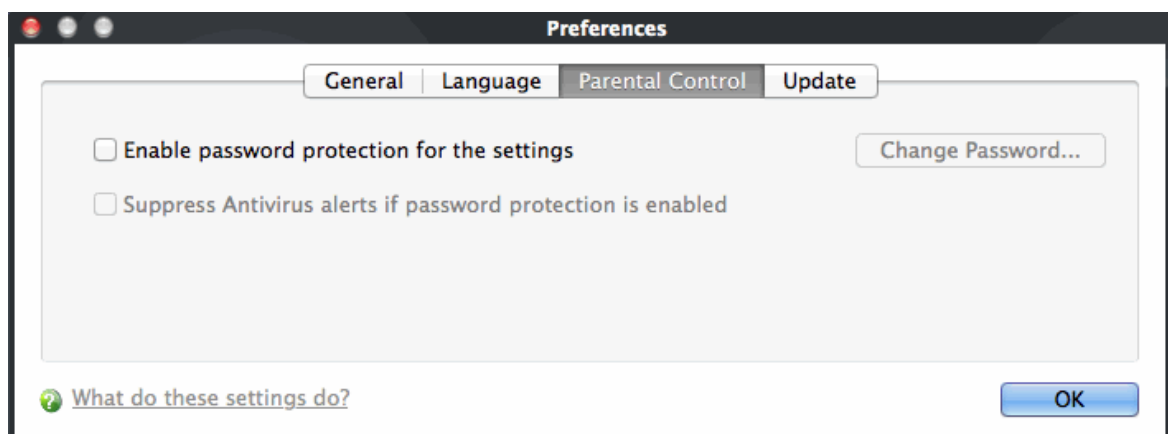 Preferences
General Language Parental Control Update
Enable password protection for the settings Change Password...
Suppress Antivirus alerts if password protection is enabled
What do these settings do? OK